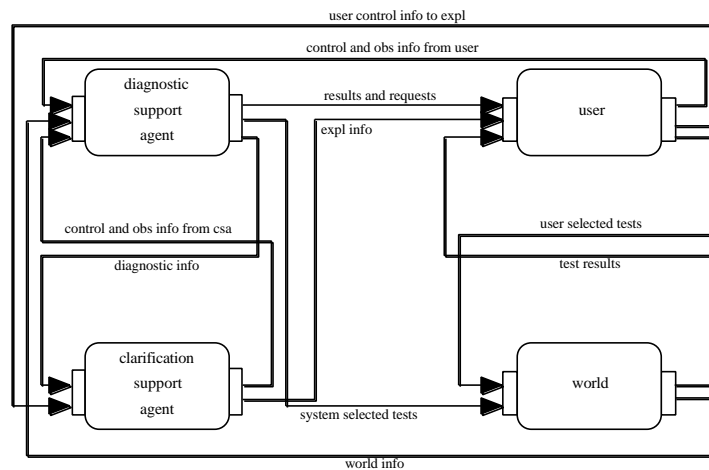 user control info to expl
control and obs info from user
diagnostic
support
agent
results and requests
user
expl info
control and obs info from csa
diagnostic info
user selected tests
test results
clarification
support
agent
world
system selected tests
world info